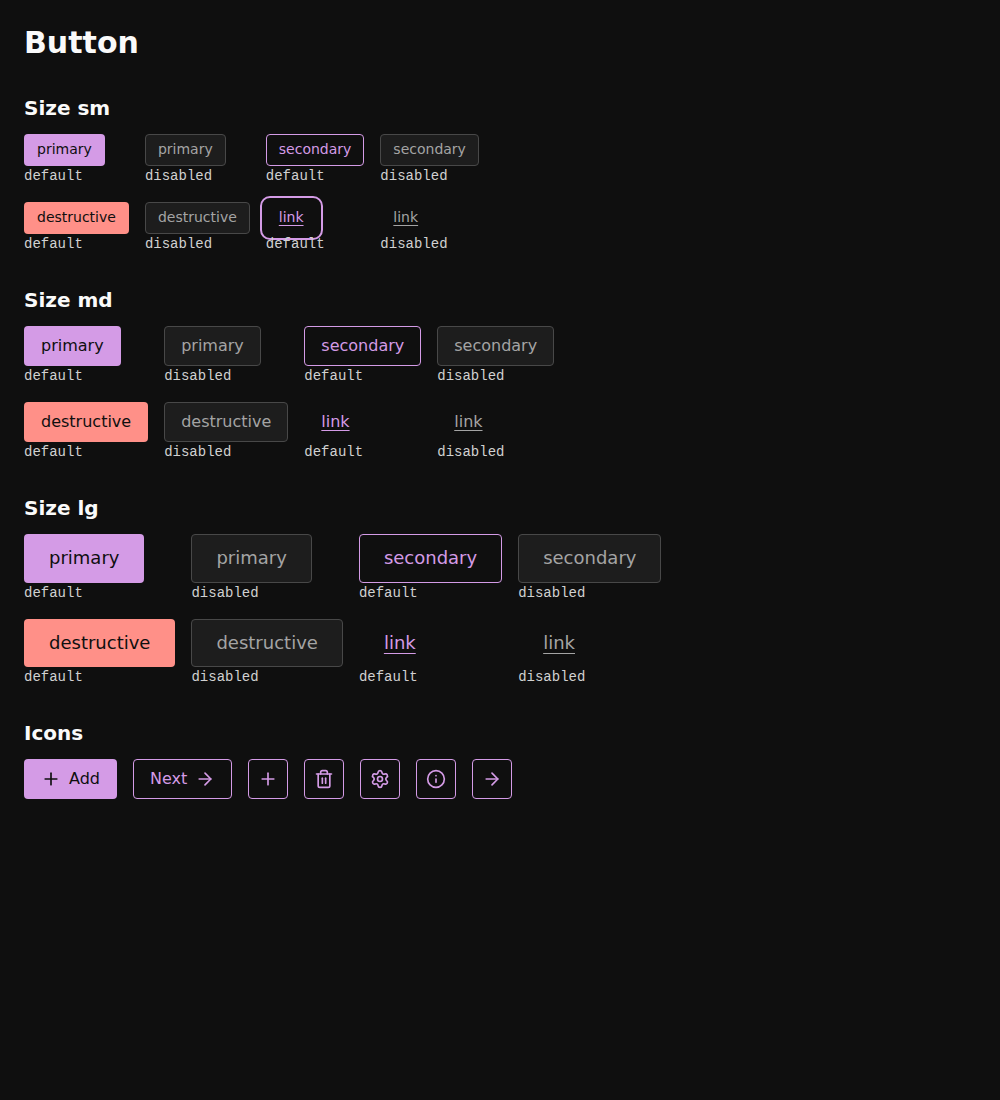 Button
Size sm
primary primary secondary secondary
default disabled default disabled
destructive destructive link link
default disabled default disabled
Size md
primary primary secondary secondary
default disabled default disabled
destructive destructive link link
default disabled default disabled
Size lg
primary primary secondary secondary
default disabled default disabled
destructive destructive link link
default disabled default disabled
Icons
Add Next